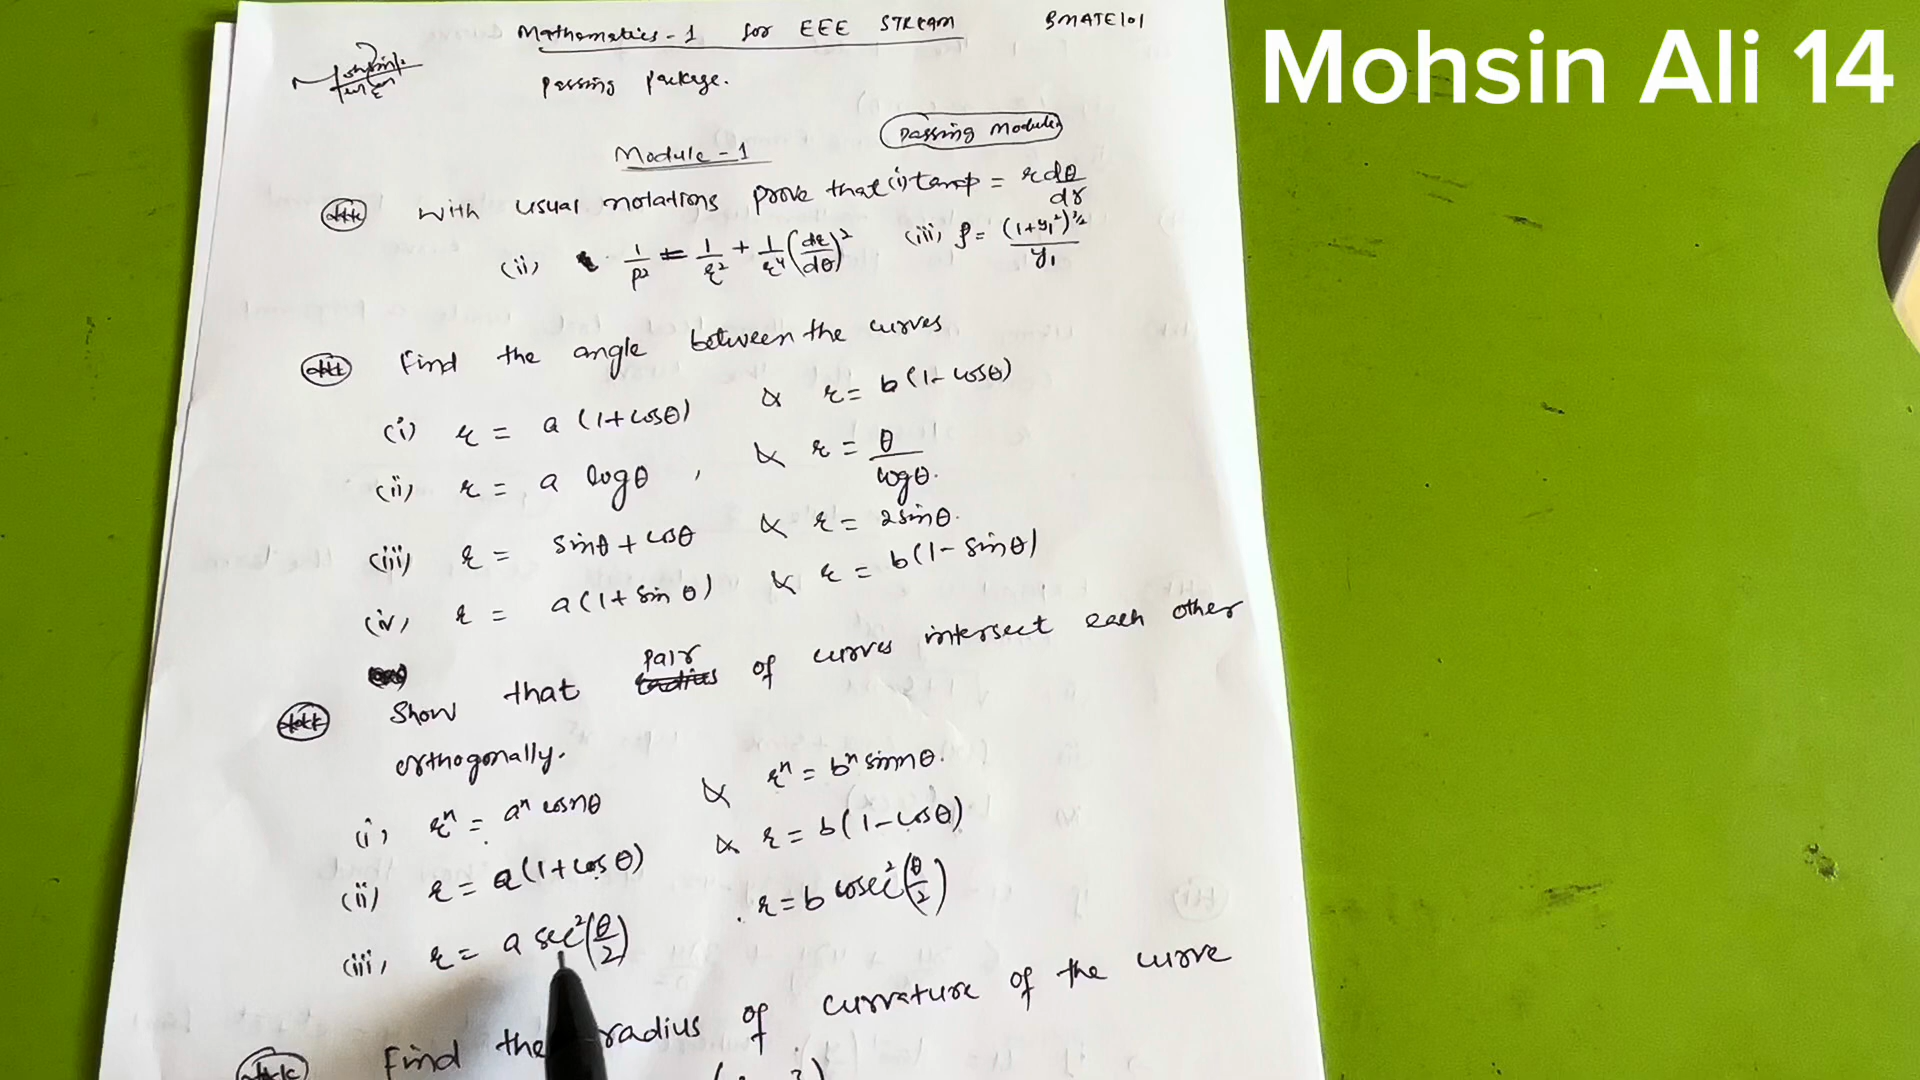 Mathematics-1 for EEE STREAM BMATE101
Mohsin Ali 14
passing package.
passing Module
Module-1
with usual notations prove that (i) tanφ = r dθ/dr
(ii) 1/p² = 1/r² + 1/r⁴ (dr/dθ)² (iii) ρ = (1+y₁²)^3/2 / y₁
Find the angle between the curves
(i) r = a (1+cosθ) & r = b(1-cosθ)
(ii) r = a logθ , & r = θ/logθ.
(iii) r = sinθ + cosθ & r = 2sinθ.
(iv) r = a(1+sin θ) & r = b(1-sinθ)
Show that pair of curves intersect each other
orthogonally.
(i) rⁿ = aⁿ cosnθ & rⁿ = bⁿ sinnθ.
(ii) r = a(1+cosθ) & r = b(1-cosθ)
(iii) r = a sec²(θ/2) r = b cosec²(θ/2)
Find the radius of curvature of the curve